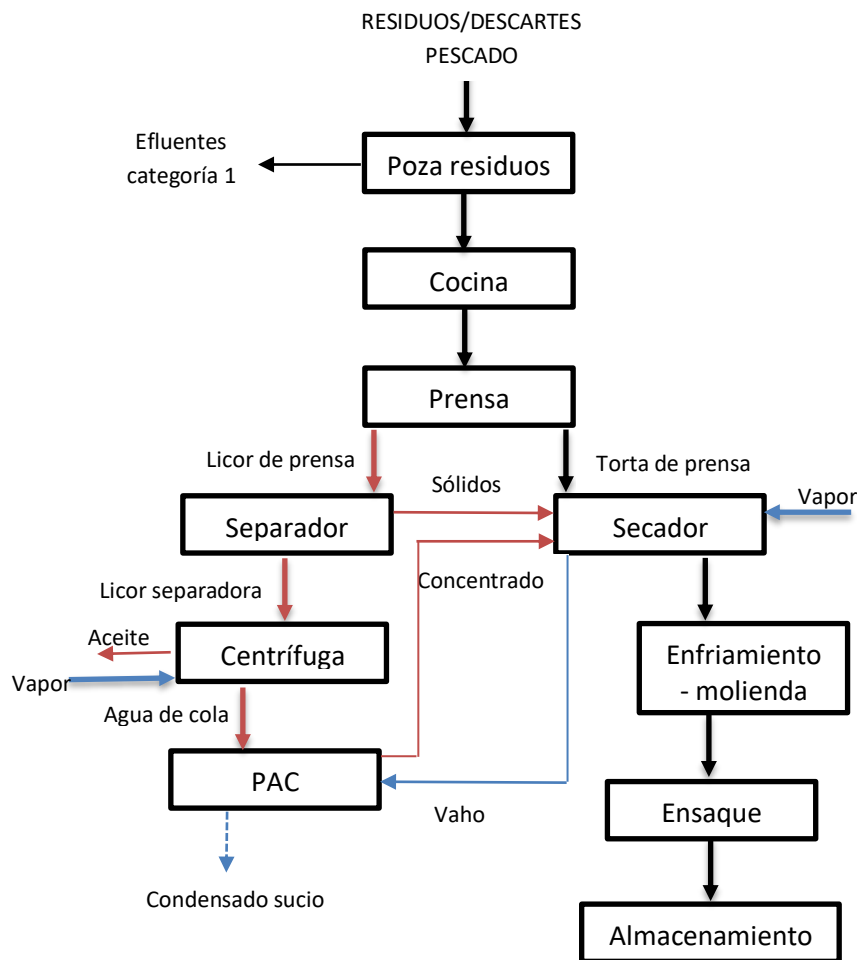 RESIDUOS/DESCARTES
PESCADO
Efluentes
categoría 1
Poza residuos
Cocina
Prensa
Licor de prensa
Torta de prensa
Sólidos
Vapor
Separador
Secador
Licor separadora
Concentrado
Aceite
Centrífuga
Enfriamiento
- molienda
Vapor
Agua de cola
PAC
Vaho
Ensaque
Condensado sucio
Almacenamiento